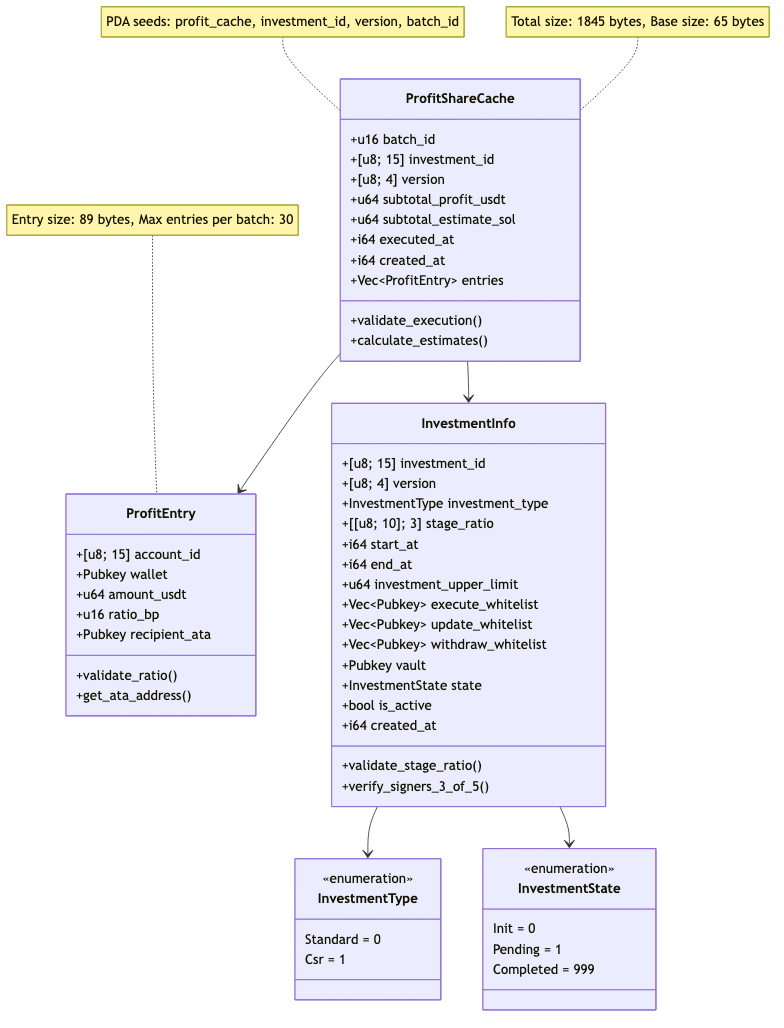 PDA seeds: profit_cache, investment_id, version, batch_id
Total size: 1845 bytes, Base size: 65 bytes
ProfitShareCache
+u16 batch_id
+[u8; 15] investment_id
+[u8; 4] version
+u64 subtotal_profit_usdt
+u64 subtotal_estimate_sol
+i64 executed_at
+i64 created_at
+Vec<ProfitEntry> entries
+validate_execution()
+calculate_estimates()
Entry size: 89 bytes, Max entries per batch: 30
ProfitEntry
+[u8; 15] account_id
+Pubkey wallet
+u64 amount_usdt
+u16 ratio_bp
+Pubkey recipient_ata
+validate_ratio()
+get_ata_address()
InvestmentInfo
+[u8; 15] investment_id
+[u8; 4] version
+InvestmentType investment_type
+[[u8; 10]; 3] stage_ratio
+i64 start_at
+i64 end_at
+u64 investment_upper_limit
+Vec<Pubkey> execute_whitelist
+Vec<Pubkey> update_whitelist
+Vec<Pubkey> withdraw_whitelist
+Pubkey vault
+InvestmentState state
+bool is_active
+i64 created_at
+validate_stage_ratio()
+verify_signers_3_of_5()
«enumeration»
InvestmentType
Standard = 0
Csr = 1
«enumeration»
InvestmentState
Init = 0
Pending = 1
Completed = 999